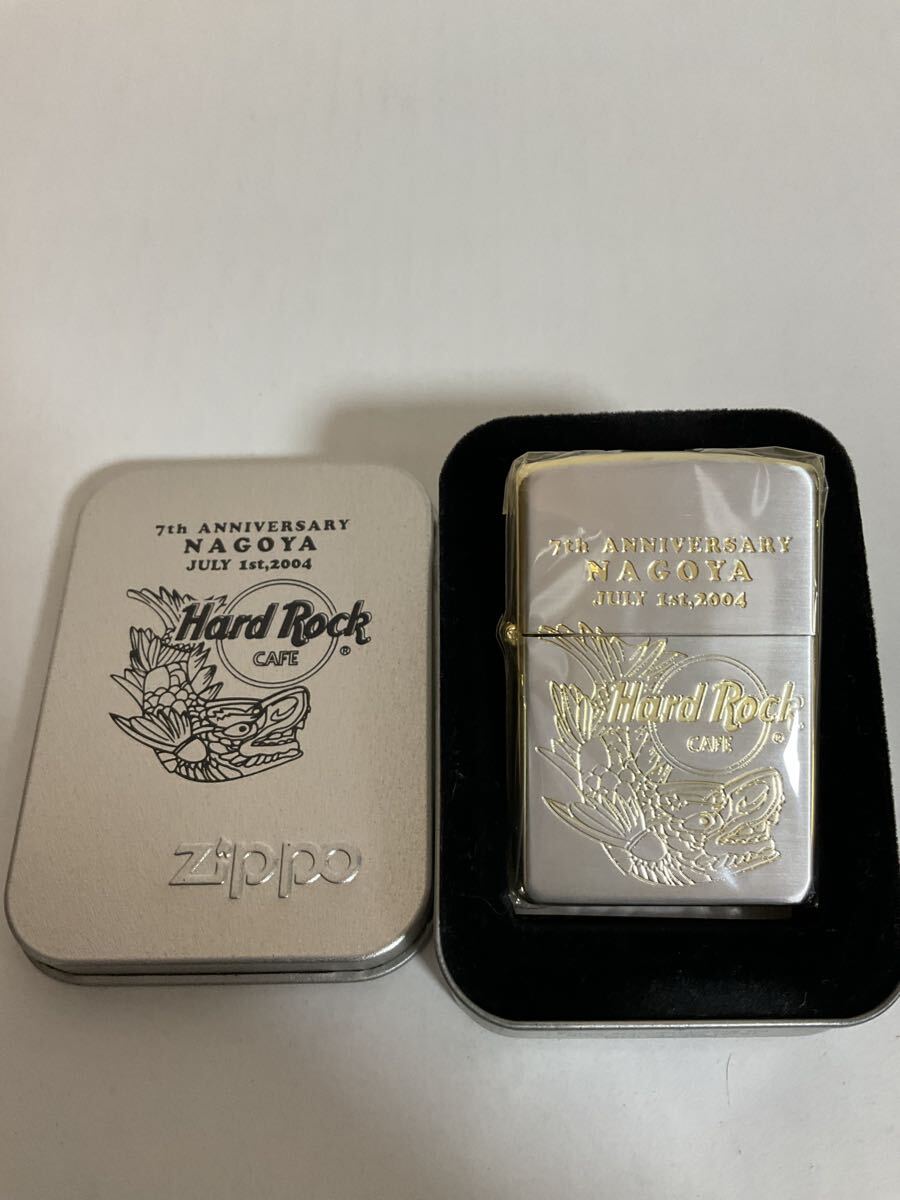 7th ANNIVERSARY
NAGOYA
JULY 1st,2004
Hard Rock
CAFE ®
zippo
7th ANNIVERSARY
NAGOYA
JULY 1st,2004
Hard Rock
CAFE ®